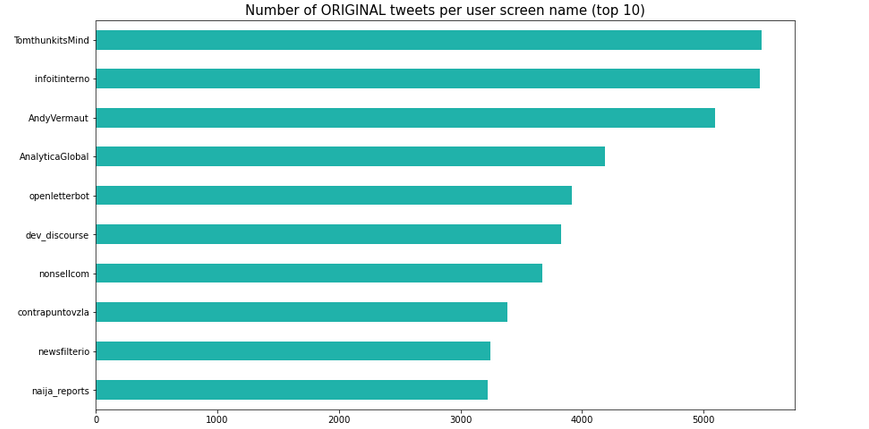 Number of ORIGINAL tweets per user screen name (top 10)
TomthunkitsMind
infoitinterno
AndyVermaut
AnalyticaGlobal
openletterbot
dev_discourse
nonsellcom
contrapuntovzla
newsfilterio
naija_reports
0 1000 2000 3000 4000 5000